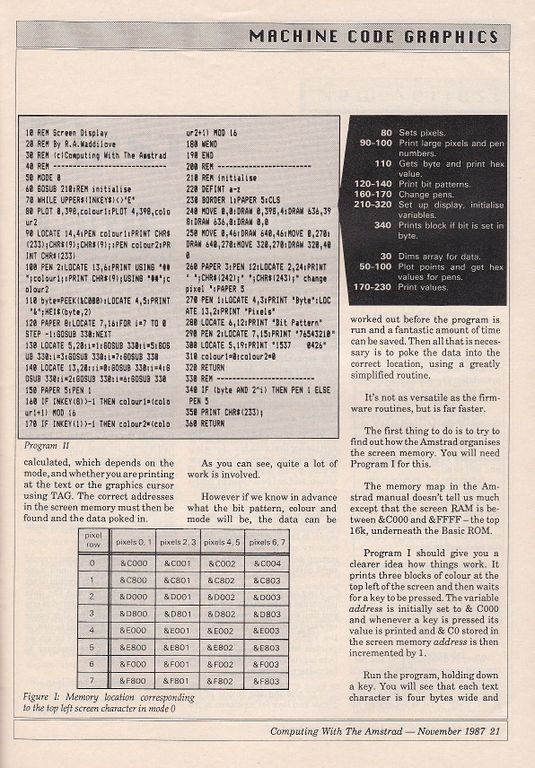 MACHINE CODE GRAPHICS
10 REM Screen Display
20 REM By R.A.Waddilove
30 REM (c)Computing With The Amstrad
40 REM -----------------------
50 MODE 0
60 GOSUB 210:REM initialise
70 WHILE UPPER$(INKEY$)<>"E"
80 PLOT 0,398,colour1:PLOT 4,398,colo
ur2
90 LOCATE 14,4:PEN colour1:PRINT CHR$
(233);CHR$(9);CHR$(9);:PEN colour2:PR
INT CHR$(233)
100 PEN 2:LOCATE 13,6:PRINT USING "##
";colour1;:PRINT CHR$(9);USING "##";c
olour2
110 byte=PEEK(&C000):LOCATE 4,5:PRINT
"&";HEX$(byte,2)
120 PAPER 8:LOCATE 7,16:FOR i=7 TO 0
STEP -1:GOSUB 330:NEXT
130 LOCATE 5,20:i=1:GOSUB 330:i=5:GOS
UB 330:i=3:GOSUB 330:i=7:GOSUB 330
140 LOCATE 13,20:i=0:GOSUB 330:i=4:G
OSUB 330:i=2:GOSUB 330:i=6:GOSUB 330
150 PAPER 5:PEN 1
160 IF INKEY(8)>-1 THEN colour1=(colo
ur1+1) MOD 16
170 IF INKEY(1)>-1 THEN colour2=(colo
ur2+1) MOD 16
180 WEND
190 END
200 REM -----------------------
210 REM initialise
220 DEFINT a-z
230 BORDER 1:PAPER 5:CLS
240 MOVE 0,0:DRAW 0,398,4:DRAW 636,39
8:DRAW 636,0:DRAW 0,0
250 MOVE 0,46:DRAW 640,46:MOVE 0,270:
DRAW 640,270:MOVE 320,270:DRAW 320,40
0
260 PAPER 3:PEN 12:LOCATE 2,24:PRINT
" ";CHR$(242);" ";CHR$(243);" change
pixel ":PAPER 5
270 PEN 1:LOCATE 4,3:PRINT "Byte":LOC
ATE 13,2:PRINT "Pixels"
280 LOCATE 6,12:PRINT "Bit Pattern"
290 PEN 2:LOCATE 7,15:PRINT "76543210"
300 LOCATE 5,19:PRINT "1537    0426"
310 colour1=0:colour2=0
320 RETURN
330 REM -----------------------
340 IF (byte AND 2^i) THEN PEN 1 ELSE
PEN 5
350 PRINT CHR$(233);
360 RETURN
Program II
80 Sets pixels.
90-100 Print large pixels and pen
numbers.
110 Gets byte and print hex
value.
120-140 Print bit patterns.
160-170 Change pens.
210-320 Set up display, initialise
variables.
340 Prints block if bit is set in
byte.
30 Dims array for data.
50-100 Plot points and get hex
values for pens.
170-230 Print values.
calculated, which depends on the
mode, and whether you are printing
at the text or the graphics cursor
using TAG. The correct addresses
in the screen memory must then be
found and the data poked in.
As you can see, quite a lot of
work is involved.
However if we know in advance
what the bit pattern, colour and
mode will be, the data can be
pixel row pixels 0, 1 pixels 2, 3 pixels 4, 5 pixels 6, 7
0 &C000 &C001 &C002 &C004
1 &C800 &C801 &C802 &C803
2 &D000 &D001 &D002 &D003
3 &D800 &D801 &D802 &D803
4 &E000 &E001 &E002 &E003
5 &E800 &E801 &E802 &E803
6 &F000 &F001 &F002 &F003
7 &F800 &F801 &F802 &F803
Figure I: Memory location corresponding
to the top left screen character in mode 0
worked out before the program is
run and a fantastic amount of time
can be saved. Then all that is neces-
sary is to poke the data into the
correct location, using a greatly
simplified routine.
It's not as versatile as the firm-
ware routines, but is far faster.
The first thing to do is to try to
find out how the Amstrad organises
the screen memory. You will need
Program I for this.
The memory map in the Am-
strad manual doesn't tell us much
except that the screen RAM is be-
tween &C000 and &FFFF – the top
16k, underneath the Basic ROM.
Program I should give you a
clearer idea how things work. It
prints three blocks of colour at the
top left of the screen and then waits
for a key to be pressed. The variable
address is initially set to & C000
and whenever a key is pressed its
value is printed and & C0 stored in
the screen memory address is then
incremented by 1.
Run the program, holding down
a key. You will see that each text
character is four bytes wide and
Computing With The Amstrad — November 1987 21